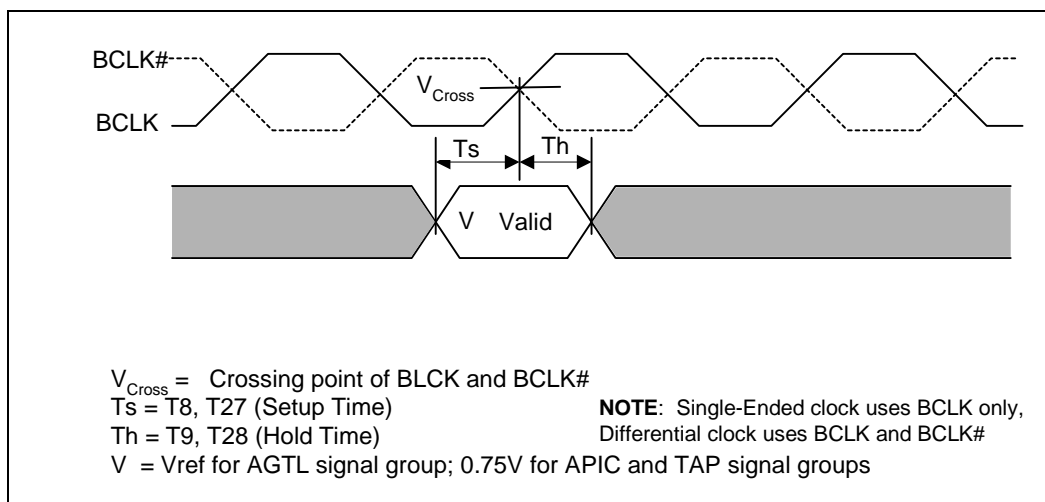 BCLK#
V_Cross
BCLK
Ts Th
V Valid
V_Cross = Crossing point of BLCK and BCLK#
Ts = T8, T27 (Setup Time)
Th = T9, T28 (Hold Time)
V = Vref for AGTL signal group; 0.75V for APIC and TAP signal groups
NOTE: Single-Ended clock uses BCLK only,
Differential clock uses BCLK and BCLK#